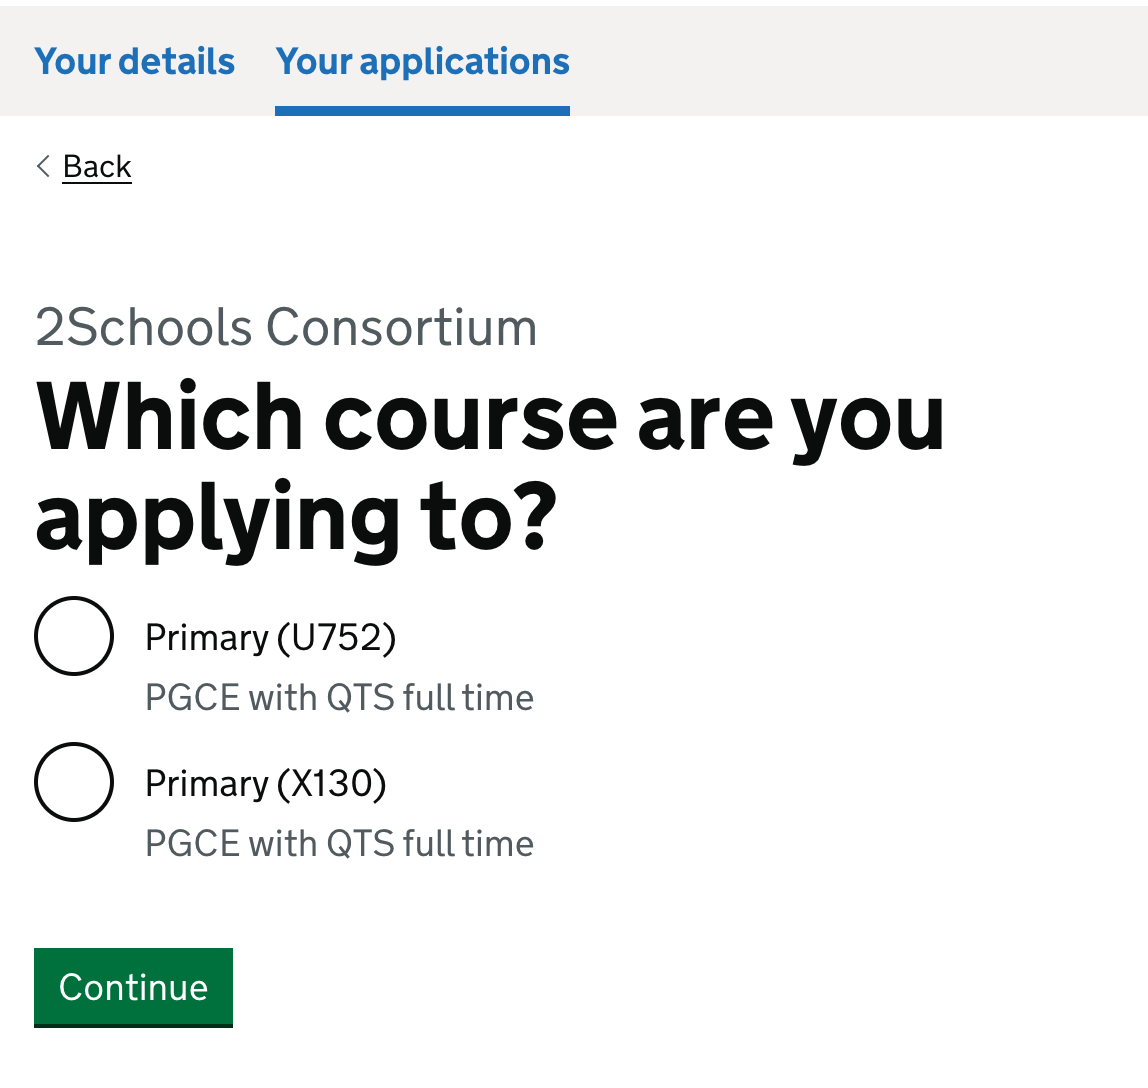 Your details Your applications
Back
2Schools Consortium
Which course are you
applying to?
Primary (U752)
PGCE with QTS full time
Primary (X130)
PGCE with QTS full time
Continue